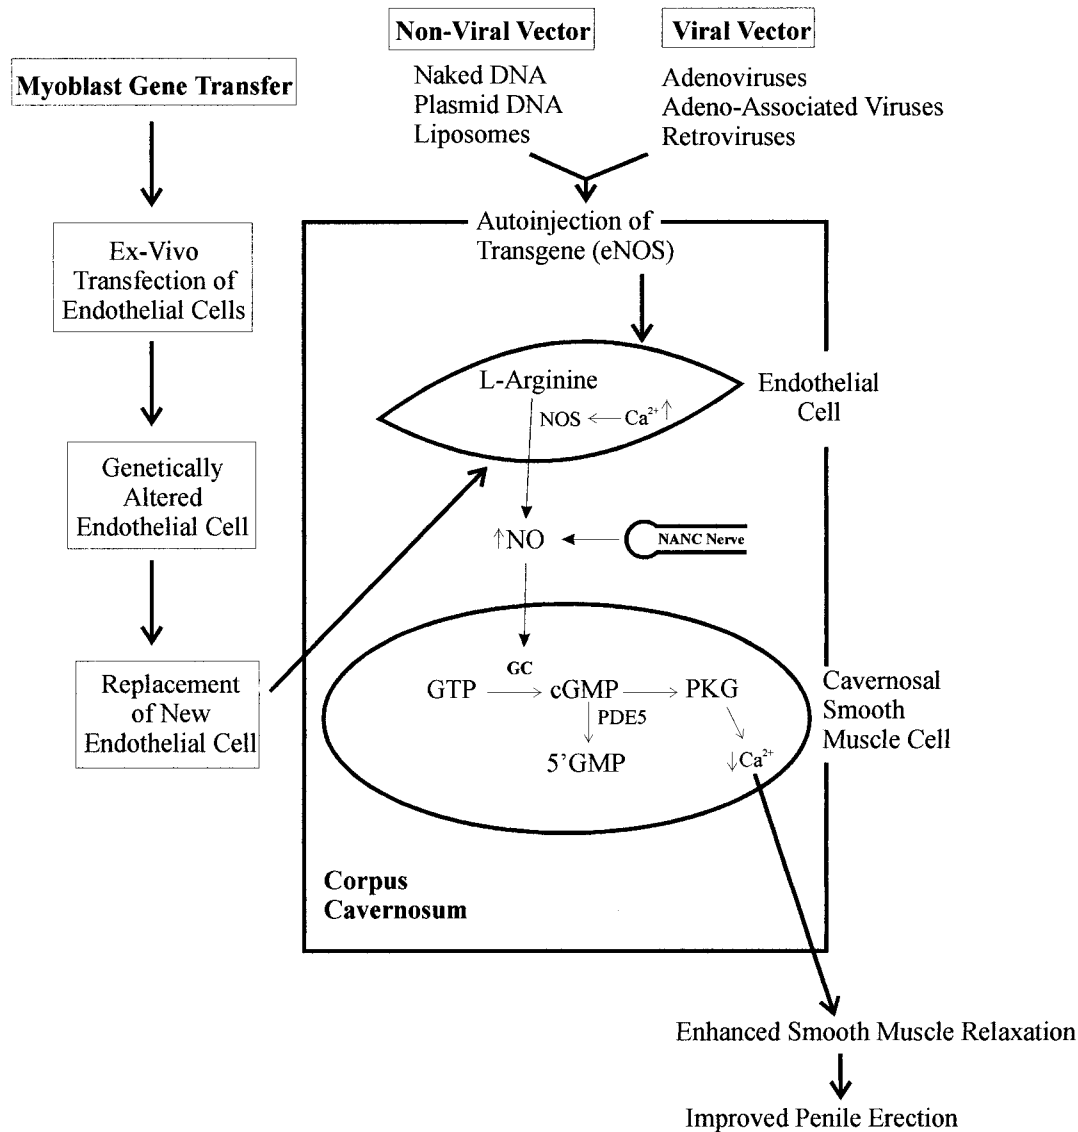 Non-Viral Vector
Naked DNA
Plasmid DNA
Liposomes
Viral Vector
Adenoviruses
Adeno-Associated Viruses
Retroviruses
Myoblast Gene Transfer
Ex-Vivo
Transfection of
Endothelial Cells
Genetically
Altered
Endothelial Cell
Replacement
of New
Endothelial Cell
Autoinjection of
Transgene (eNOS)
L-Arginine
NOS ← Ca²⁺↑
Endothelial
Cell
↑NO
NANC Nerve
GC
GTP → cGMP → PKG
PDE5
5’GMP
↓Ca²⁺
Cavernosal
Smooth
Muscle Cell
Corpus
Cavernosum
Enhanced Smooth Muscle Relaxation
Improved Penile Erection